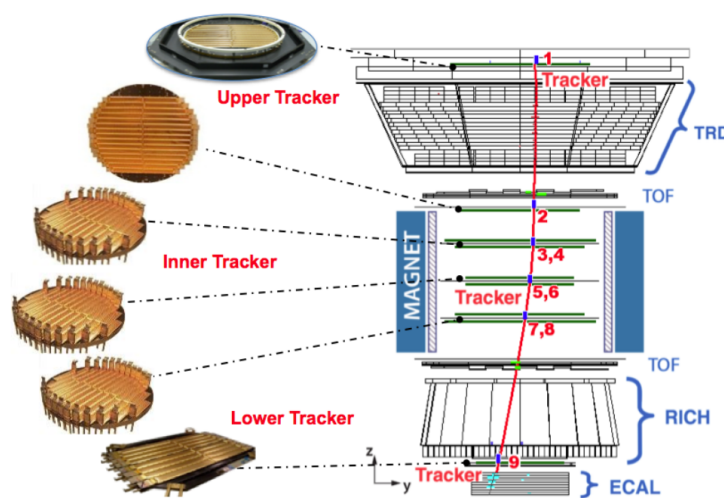 1
Tracker
Upper Tracker
TRD
TOF
2
MAGNET
3,4
Inner Tracker
Tracker
5,6
7,8
TOF
Lower Tracker
RICH
z
y
9
Tracker
ECAL